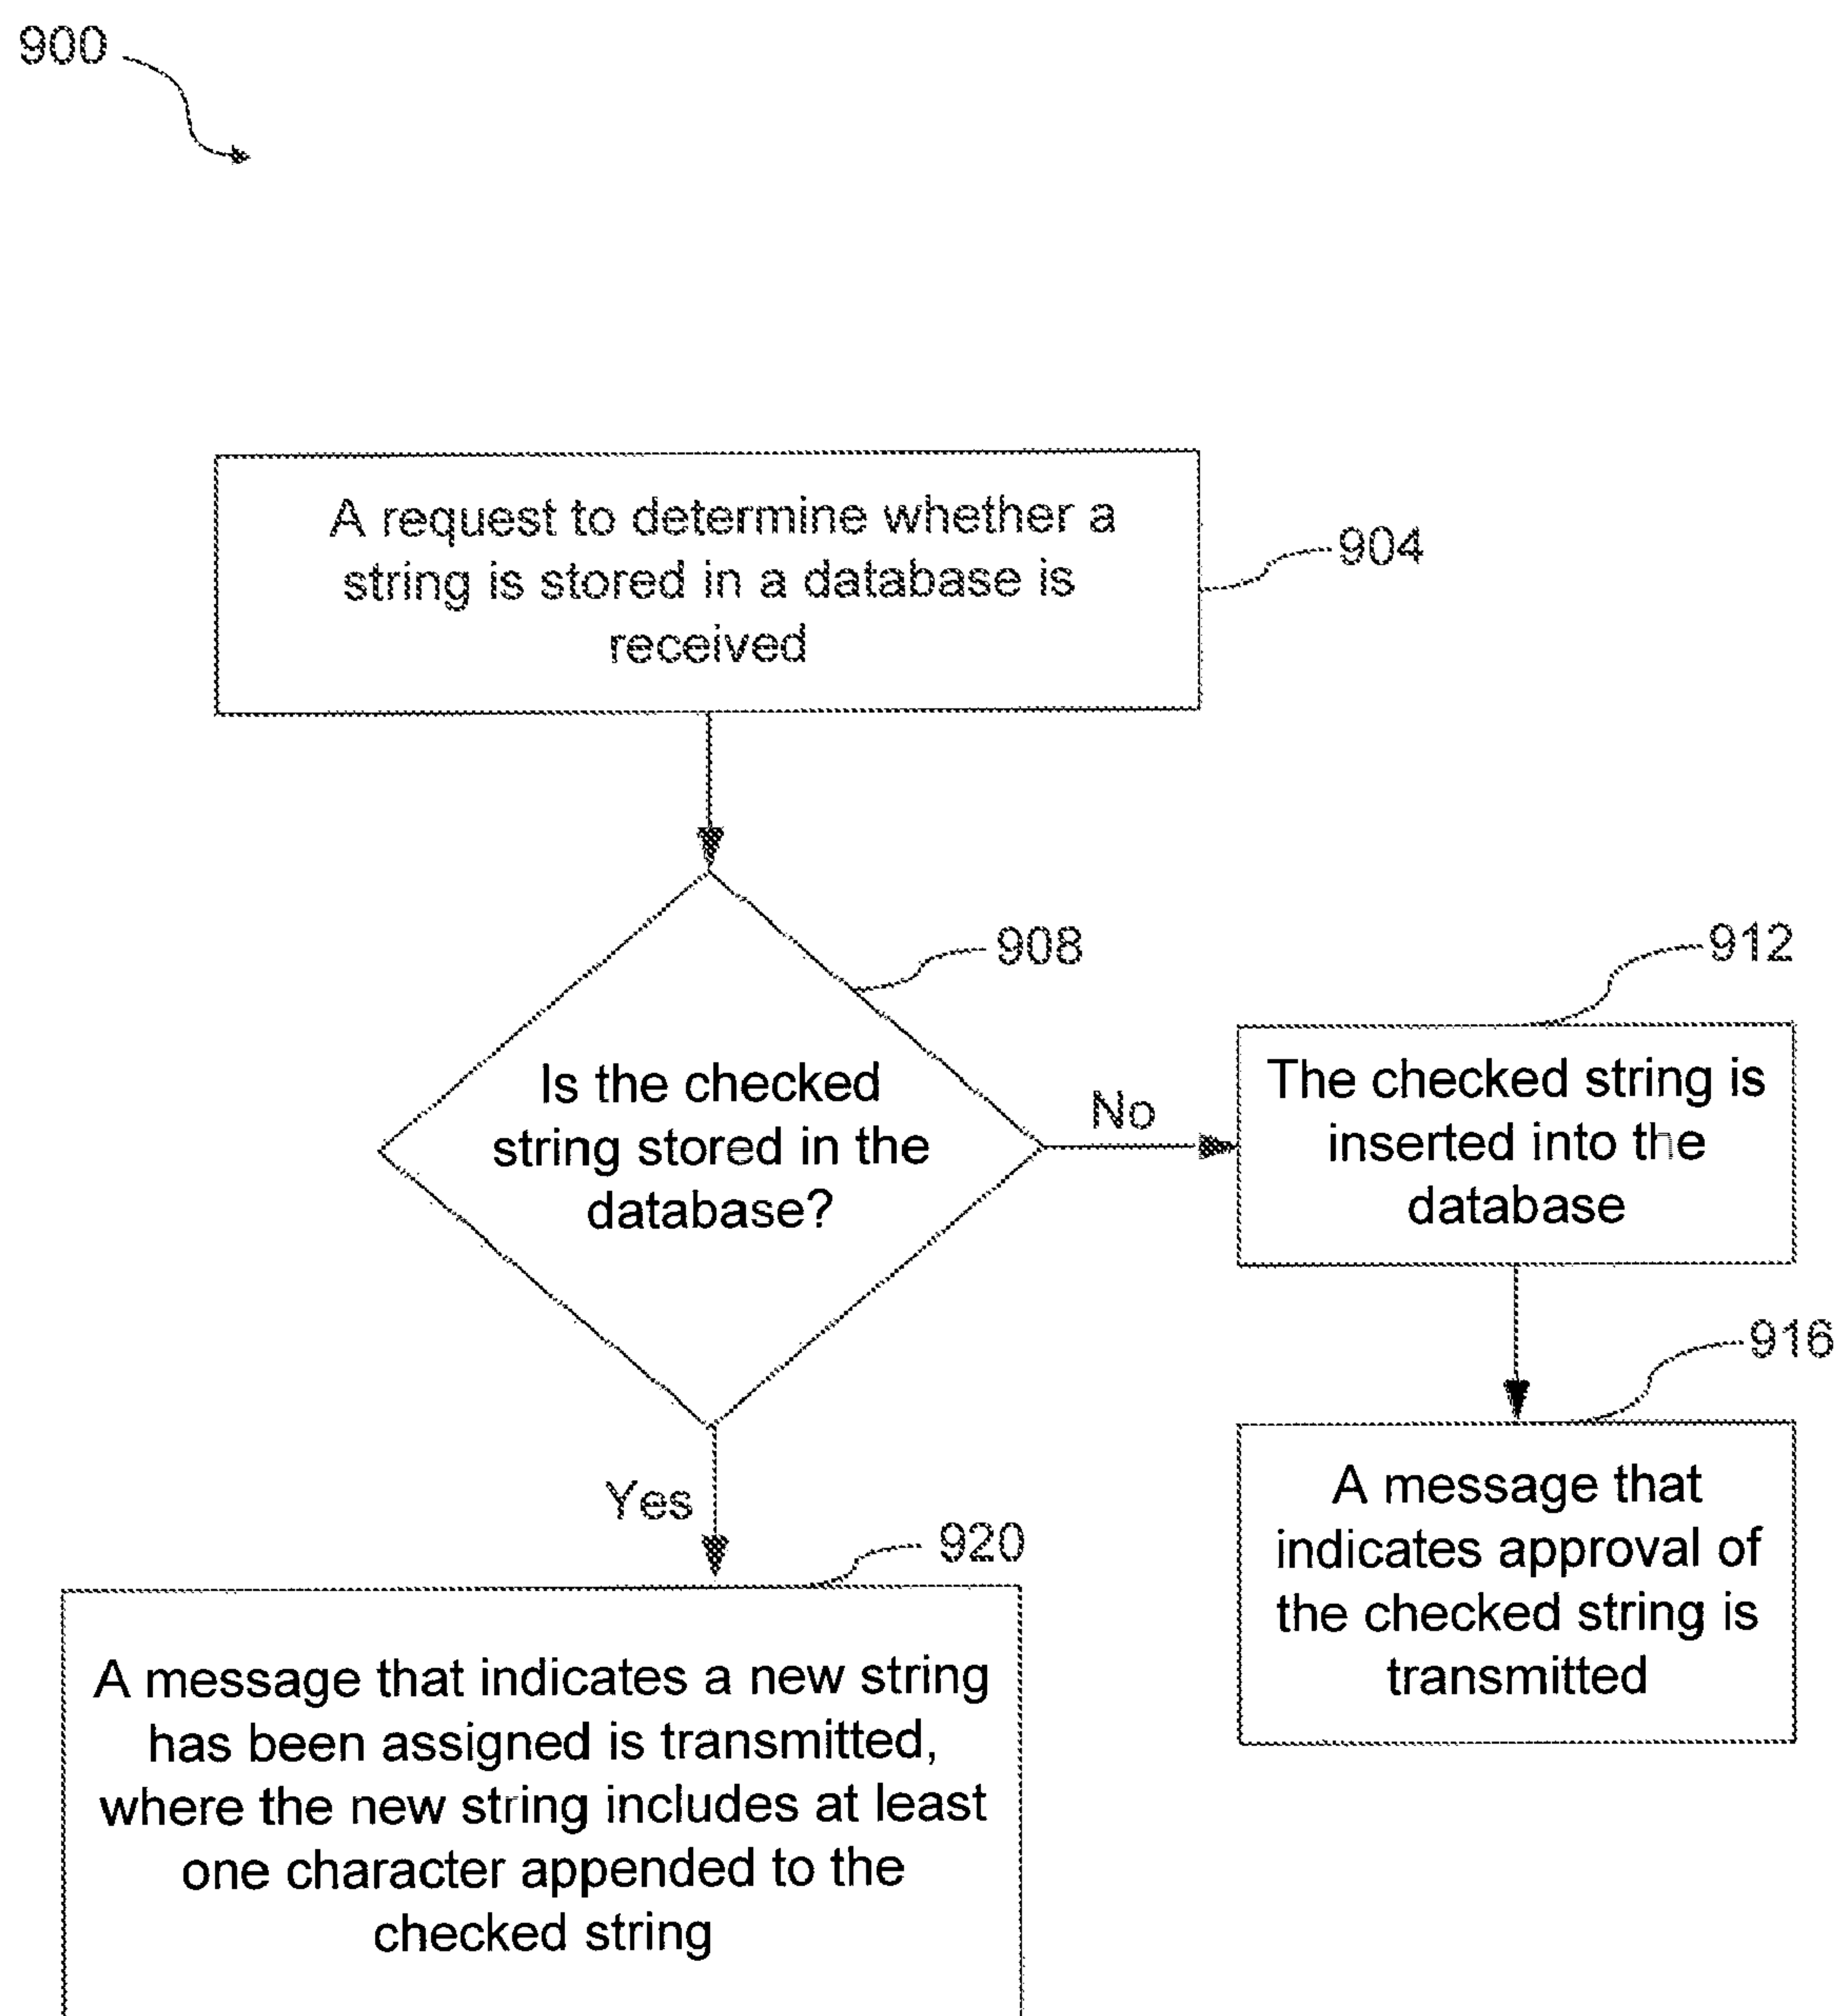 900
A request to determine whether a
string is stored in a database is
received
904
908
Is the checked
string stored in the
database?
No
912
The checked string is
inserted into the
database
916
A message that
indicates approval of
the checked string is
transmitted
Yes
920
A message that indicates a new string
has been assigned is transmitted,
where the new string includes at least
one character appended to the
checked string